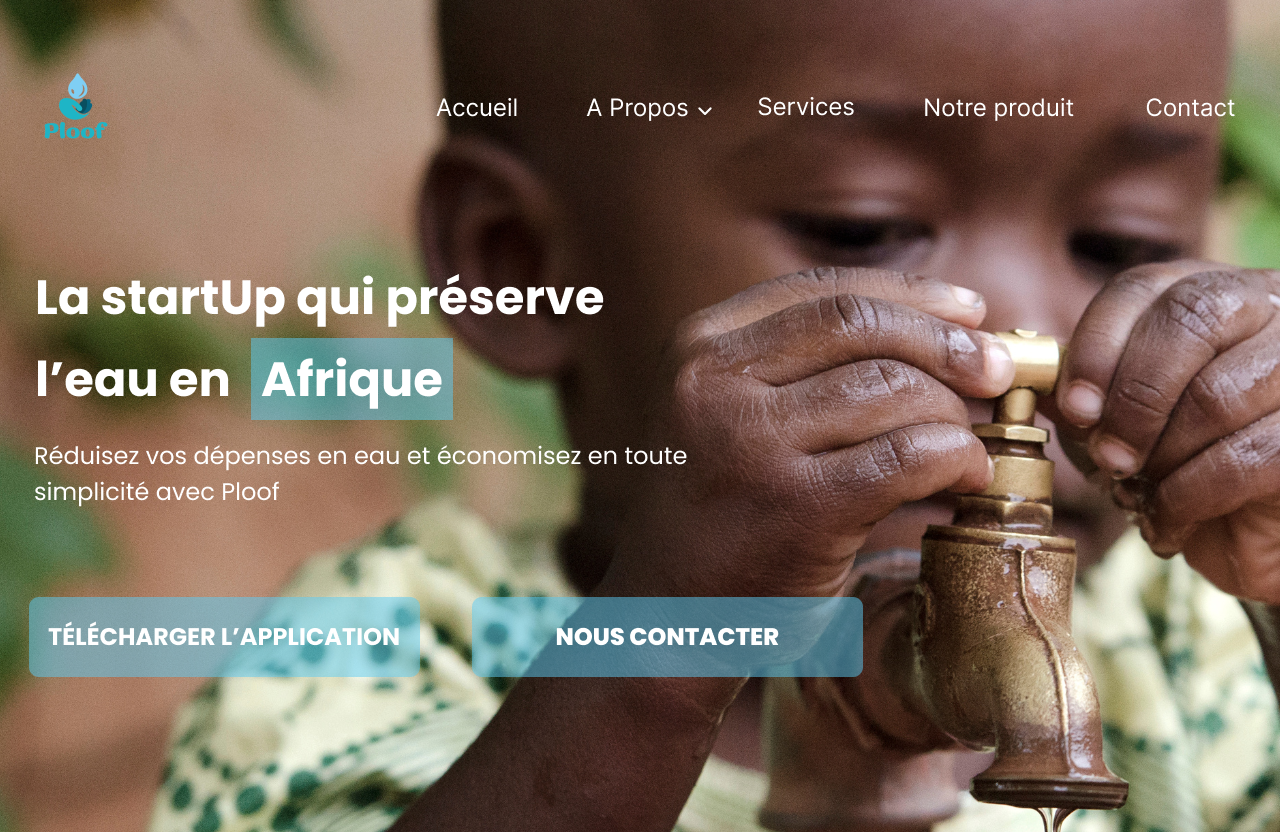 Ploof
Accueil
A Propos
Services
Notre produit
Contact
La startUp qui préserve
l’eau en Afrique
Réduisez vos dépenses en eau et économisez en toute
simplicité avec Ploof
TÉLÉCHARGER L’APPLICATION
NOUS CONTACTER